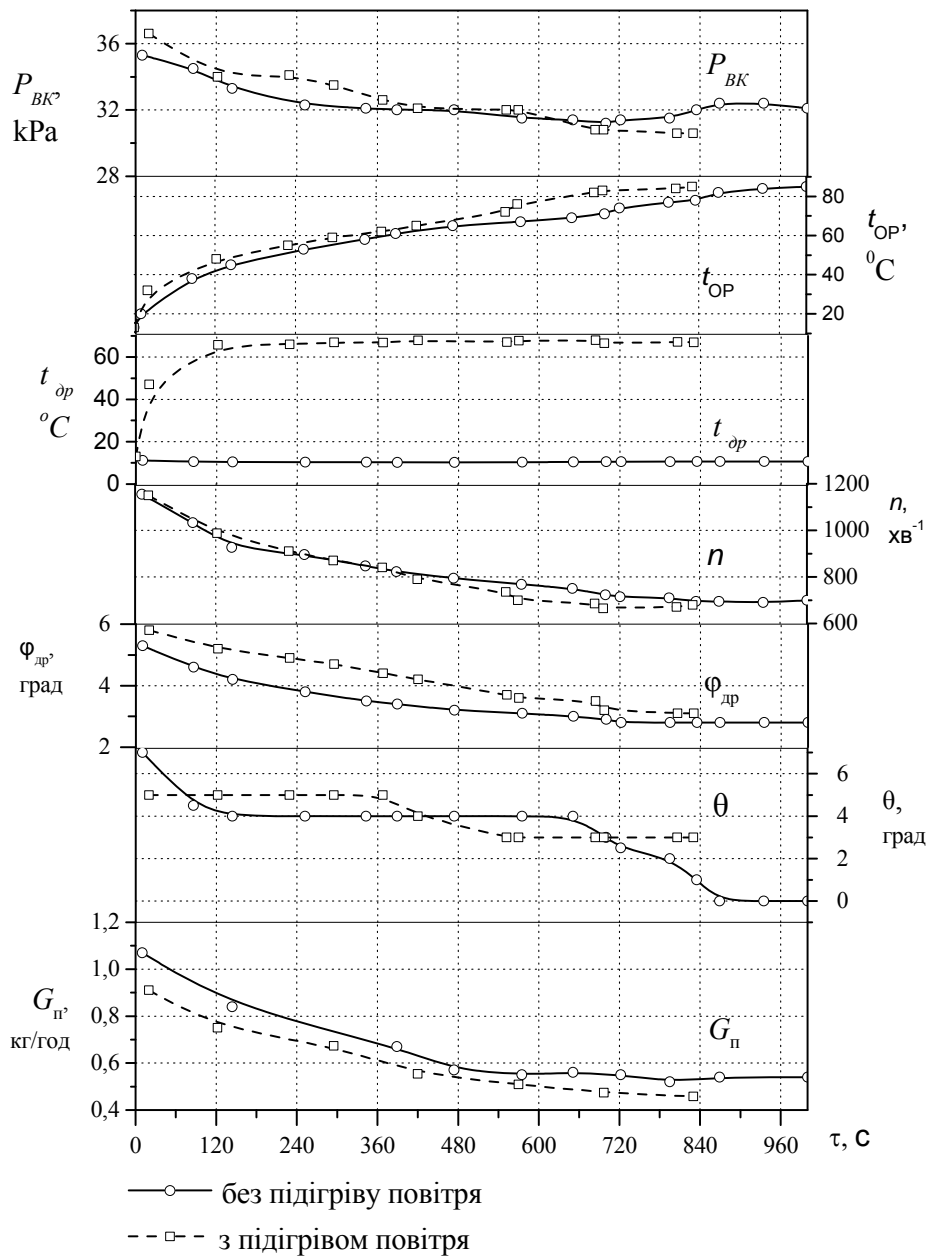 36
P_ВК,
kPa
32
28
P_ВК
80
60
40
20
t_ОР,
⁰C
t_ОР
60
40
20
0
t_др
°C
t_др
1200
1000
800
600
n,
хв⁻¹
n
6
4
2
φ_др,
град
φ_др
6
4
2
0
θ,
град
θ
1,2
1,0
0,8
0,6
0,4
G_п,
кг/год
G_п
0 120 240 360 480 600 720 840 960 τ, с
без підігріву повітря
з підігрівом повітря